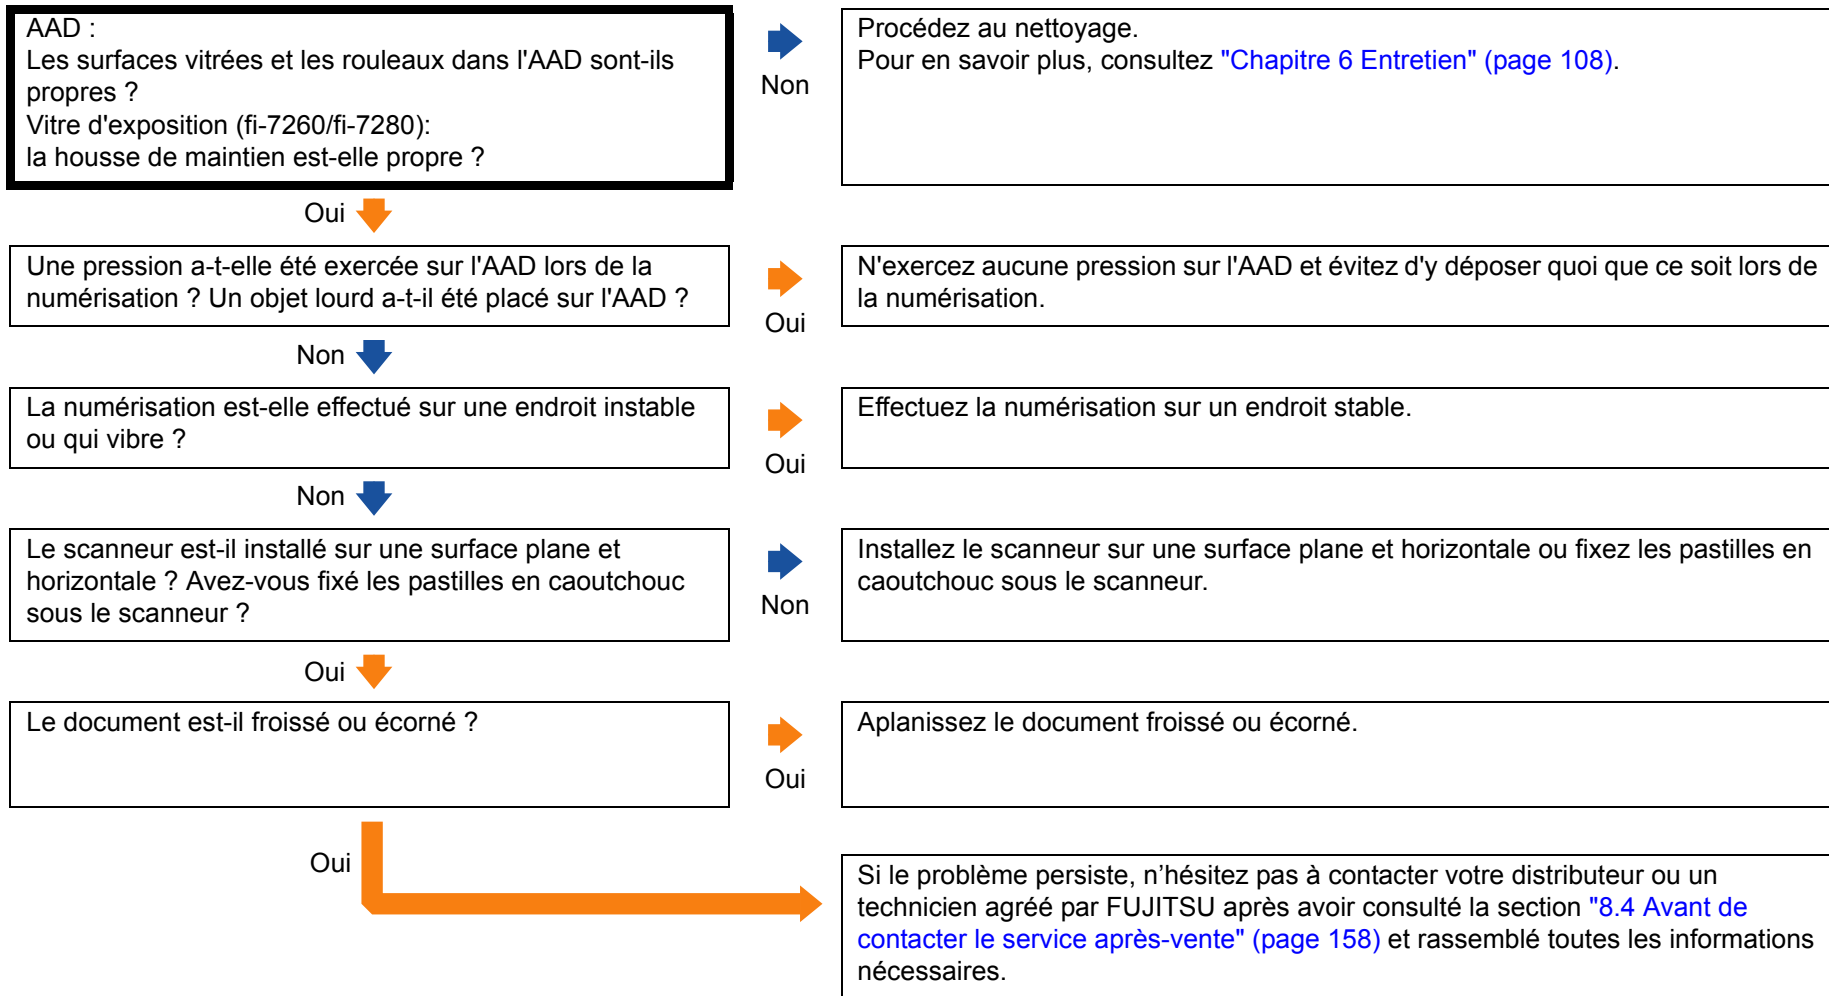 AAD :
Les surfaces vitrées et les rouleaux dans l'AAD sont-ils
propres ?
Vitre d'exposition (fi-7260/fi-7280):
la housse de maintien est-elle propre ?
Non
Procédez au nettoyage.
Pour en savoir plus, consultez "Chapitre 6 Entretien" (page 108).
Oui
Une pression a-t-elle été exercée sur l'AAD lors de la
numérisation ? Un objet lourd a-t-il été placé sur l'AAD ?
Oui
N'exercez aucune pression sur l'AAD et évitez d'y déposer quoi que ce soit lors de
la numérisation.
Non
La numérisation est-elle effectué sur une endroit instable
ou qui vibre ?
Oui
Effectuez la numérisation sur un endroit stable.
Non
Le scanneur est-il installé sur une surface plane et
horizontale ? Avez-vous fixé les pastilles en caoutchouc
sous le scanneur ?
Non
Installez le scanneur sur une surface plane et horizontale ou fixez les pastilles en
caoutchouc sous le scanneur.
Oui
Le document est-il froissé ou écorné ?
Oui
Aplanissez le document froissé ou écorné.
Oui
Si le problème persiste, n’hésitez pas à contacter votre distributeur ou un
technicien agréé par FUJITSU après avoir consulté la section "8.4 Avant de
contacter le service après-vente" (page 158) et rassemblé toutes les informations
nécessaires.